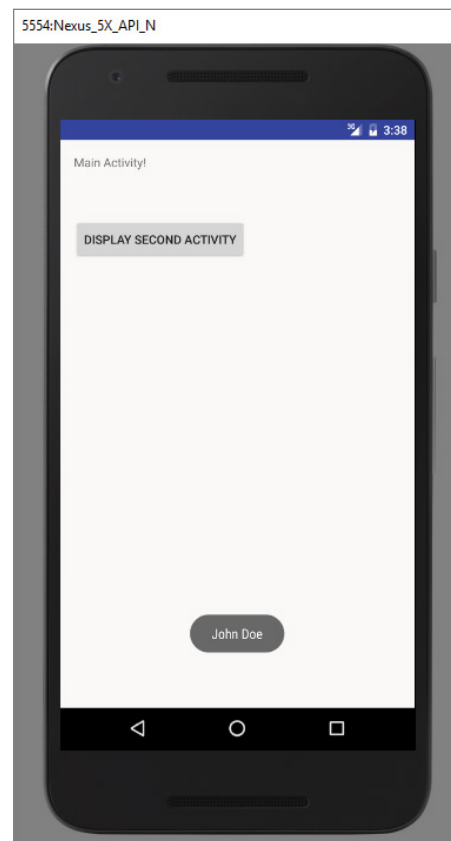 5554:Nexus_5X_API_N
3:38
Main Activity!
DISPLAY SECOND ACTIVITY
John Doe